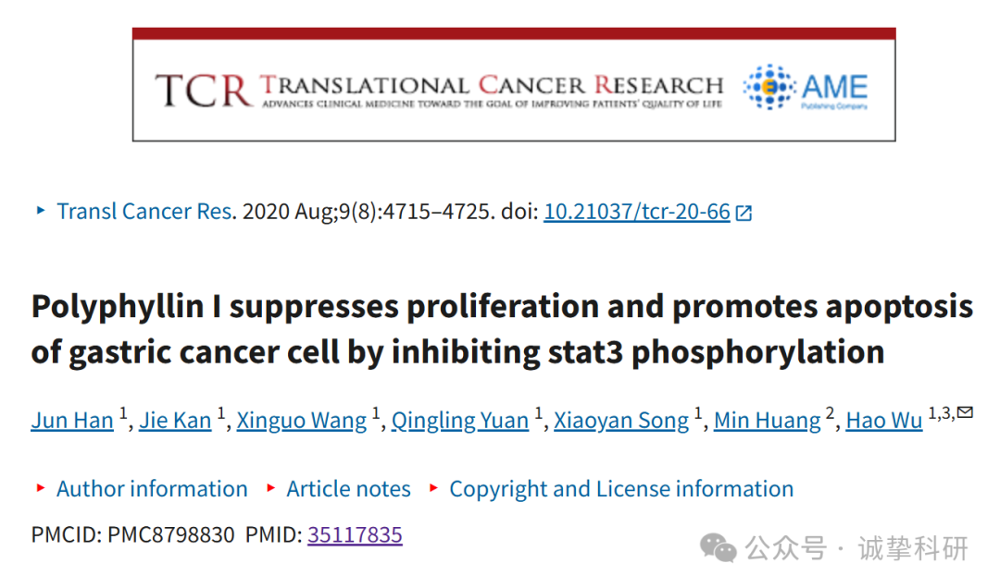 TCR TRANSLATIONAL CANCER RESEARCH AME
ADVANCES CLINICAL MEDICINE TOWARD THE GOAL OF IMPROVING PATIENTS' QUALITY OF LIFE Publishing Company
Transl Cancer Res. 2020 Aug;9(8):4715–4725. doi: 10.21037/tcr-20-66
Polyphyllin I suppresses proliferation and promotes apoptosis
of gastric cancer cell by inhibiting stat3 phosphorylation
Jun Han 1, Jie Kan 1, Xinguo Wang 1, Qingling Yuan 1, Xiaoyan Song 1, Min Huang 2, Hao Wu 1,3,✉
Author information Article notes Copyright and License information
PMCID: PMC8798830 PMID: 35117835
公众号 · 诚挚科研